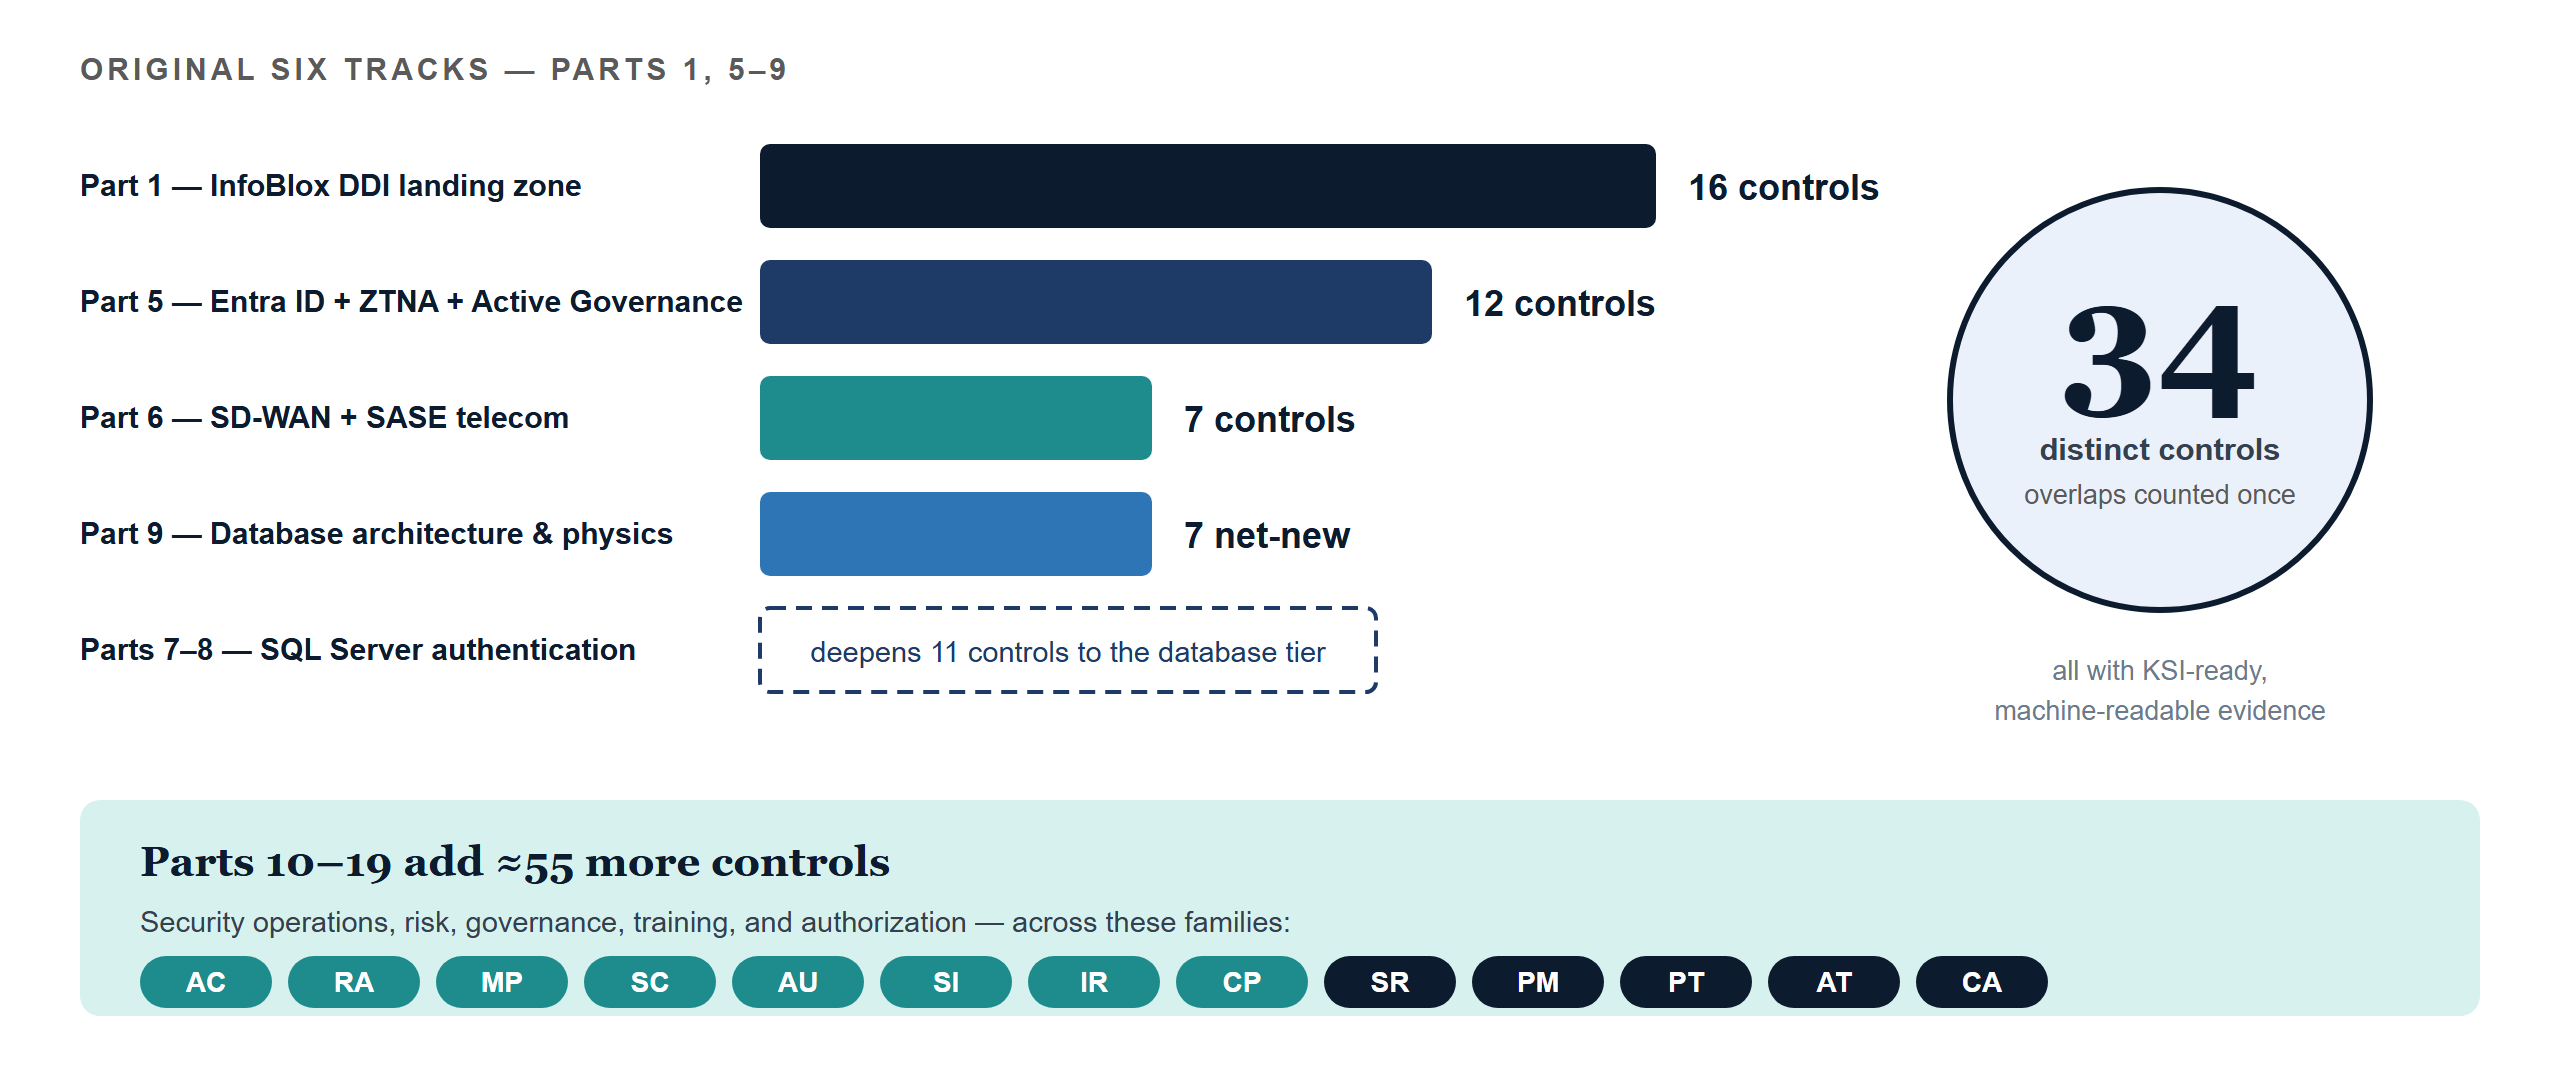 ORIGINAL SIX TRACKS — PARTS 1, 5–9
Part 1 — InfoBlox DDI landing zone
16 controls
Part 5 — Entra ID + ZTNA + Active Governance
12 controls
Part 6 — SD-WAN + SASE telecom
7 controls
Part 9 — Database architecture & physics
7 net-new
Parts 7–8 — SQL Server authentication
deepens 11 controls to the database tier
34
distinct controls
overlaps counted once
all with KSI-ready,
machine-readable evidence
Parts 10–19 add ≈55 more controls
Security operations, risk, governance, training, and authorization — across these families:
AC RA MP SC AU SI IR CP SR PM PT AT CA